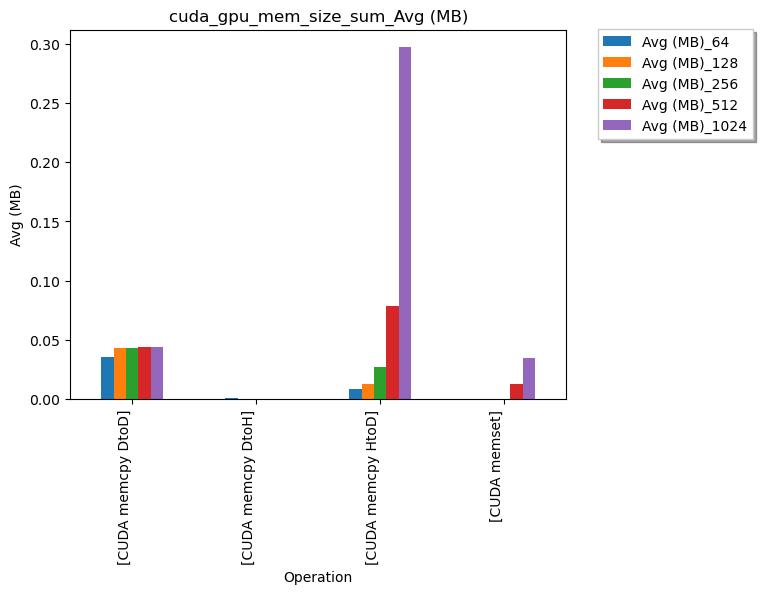 cuda_gpu_mem_size_sum_Avg (MB)
Avg (MB)_64
Avg (MB)_128
Avg (MB)_256
Avg (MB)_512
Avg (MB)_1024
Avg (MB)
0.30
0.25
0.20
0.15
0.10
0.05
0.00
[CUDA memcpy DtoD]
[CUDA memcpy DtoH]
[CUDA memcpy HtoD]
[CUDA memset]
Operation